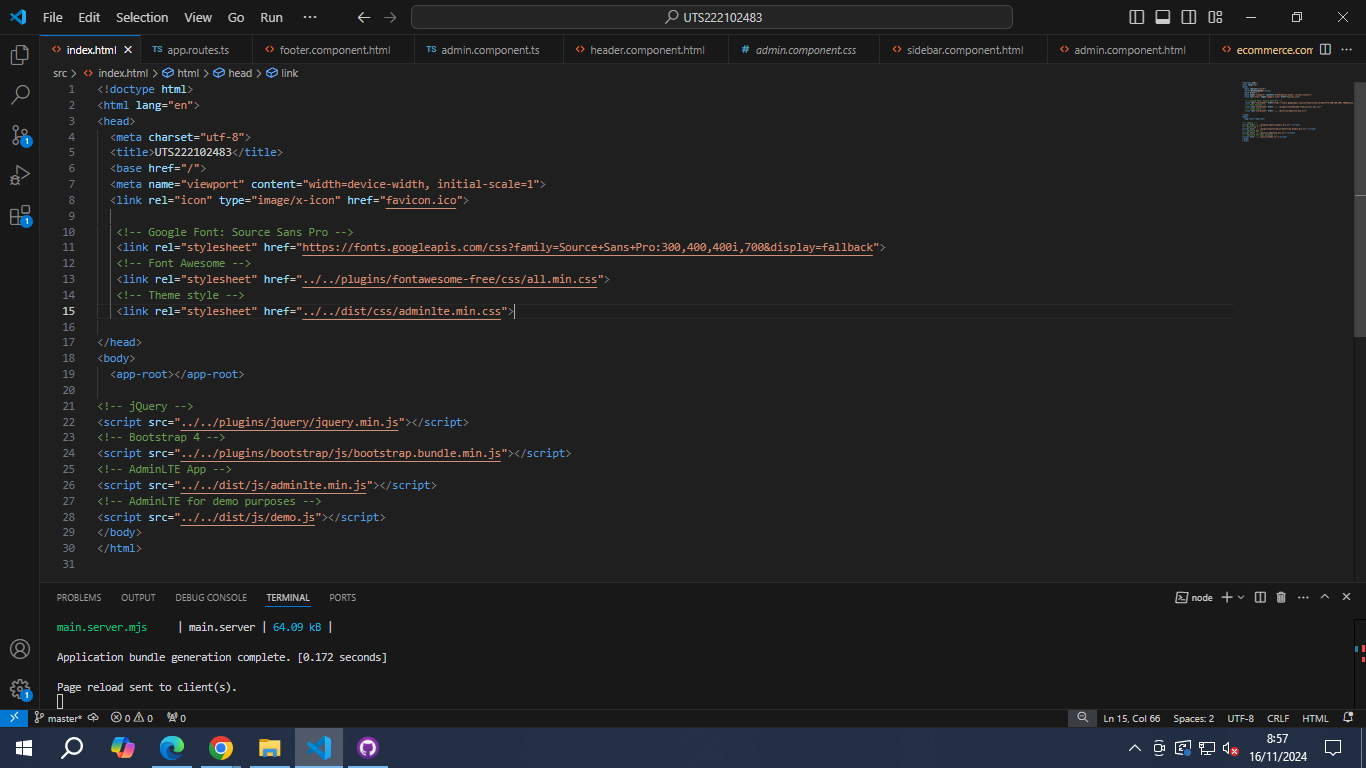 File Edit Selection View Go Run ··· UTS222102483
index.html app.routes.ts footer.component.html admin.component.ts header.component.html admin.component.css sidebar.component.html admin.component.html ecommerce.com
src > index.html > html > head > link
1 <!doctype html>
2 <html lang="en">
3 <head>
4 <meta charset="utf-8">
5 <title>UTS222102483</title>
6 <base href="/">
7 <meta name="viewport" content="width=device-width, initial-scale=1">
8 <link rel="icon" type="image/x-icon" href="favicon.ico">
9
10 <!-- Google Font: Source Sans Pro -->
11 <link rel="stylesheet" href="https://fonts.googleapis.com/css?family=Source+Sans+Pro:300,400,400i,700&display=fallback">
12 <!-- Font Awesome -->
13 <link rel="stylesheet" href="../../plugins/fontawesome-free/css/all.min.css">
14 <!-- Theme style -->
15 <link rel="stylesheet" href="../../dist/css/adminlte.min.css">
16
17 </head>
18 <body>
19 <app-root></app-root>
20
21 <!-- jQuery -->
22 <script src="../../plugins/jquery/jquery.min.js"></script>
23 <!-- Bootstrap 4 -->
24 <script src="../../plugins/bootstrap/js/bootstrap.bundle.min.js"></script>
25 <!-- AdminLTE App -->
26 <script src="../../dist/js/adminlte.min.js"></script>
27 <!-- AdminLTE for demo purposes -->
28 <script src="../../dist/js/demo.js"></script>
29 </body>
30 </html>
31
PROBLEMS OUTPUT DEBUG CONSOLE TERMINAL PORTS node
main.server.mjs | main.server | 64.09 kB |
Application bundle generation complete. [0.172 seconds]
Page reload sent to client(s).
master* 0 0 0 Ln 15, Col 66 Spaces: 2 UTF-8 CRLF HTML
8:57
16/11/2024